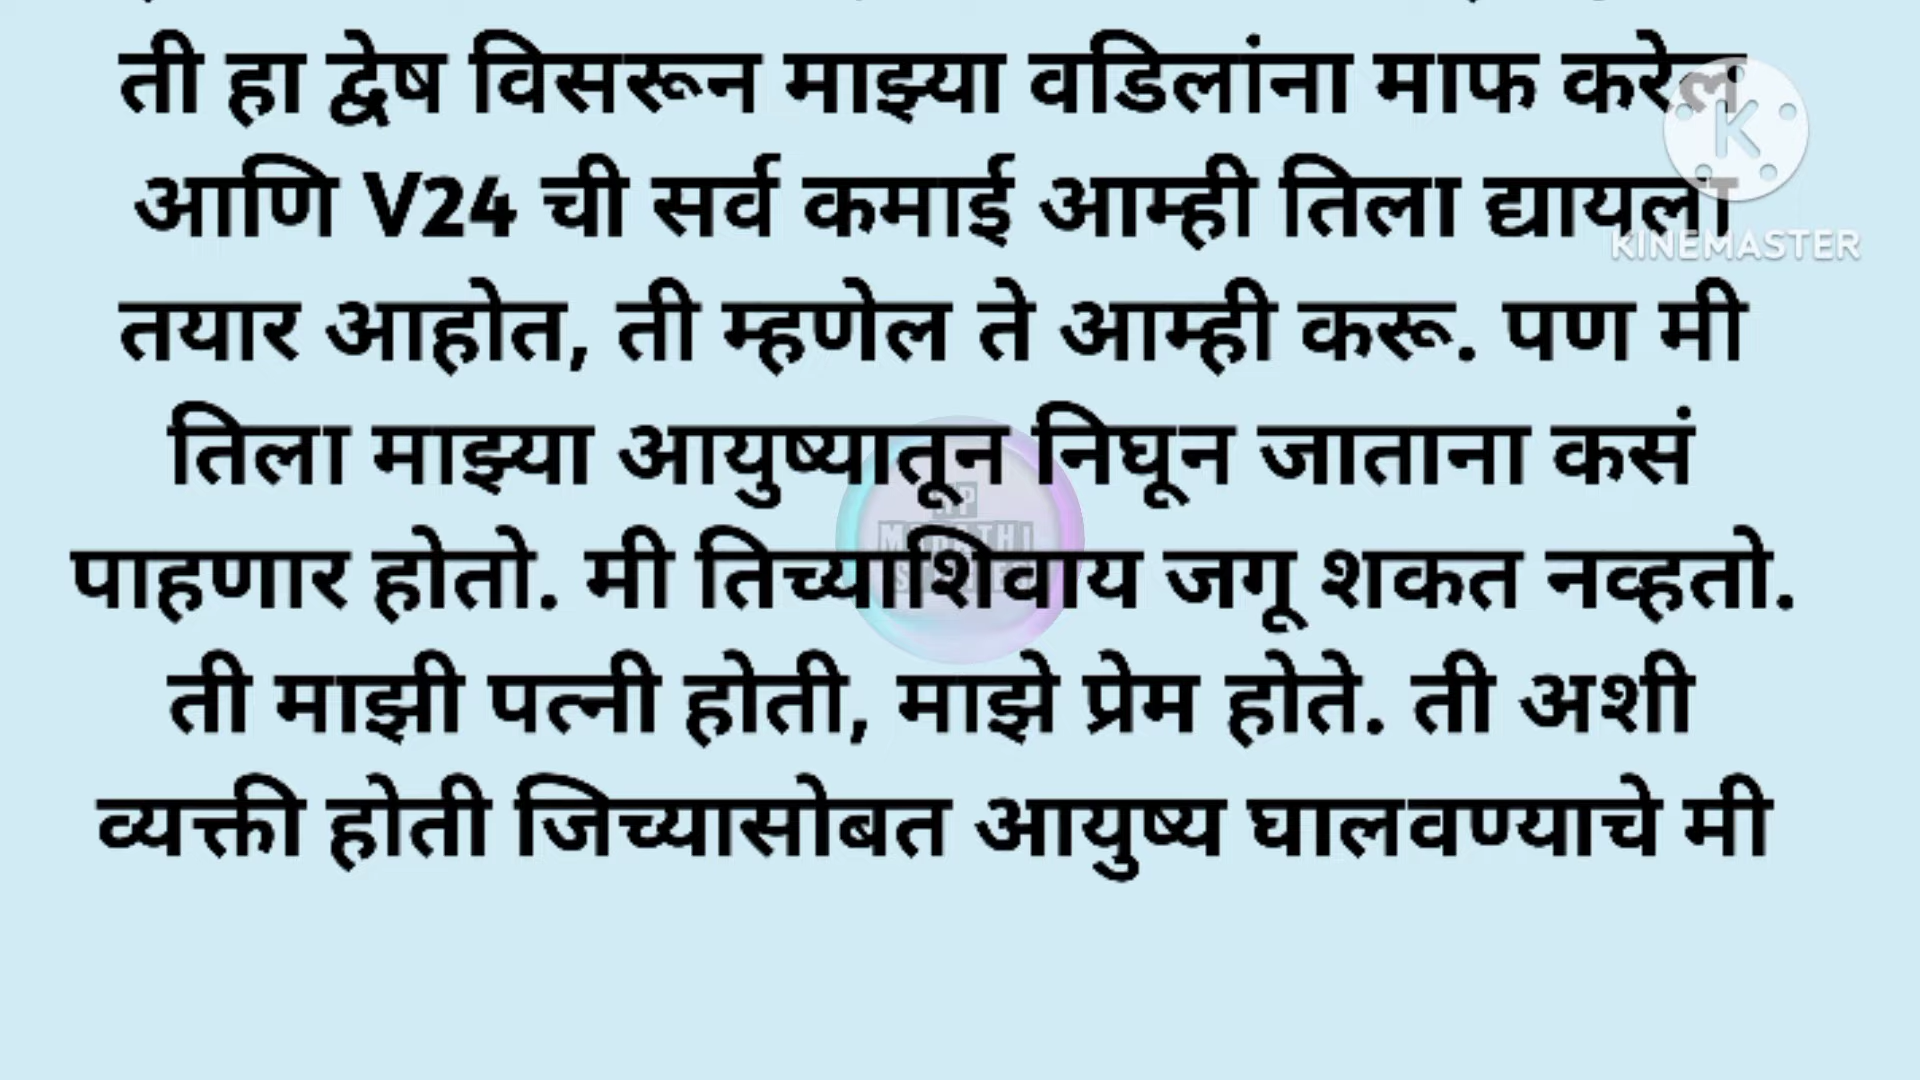 ती हा द्वेष विसरून माझ्या वडिलांना माफ करेल
आणि V24 ची सर्व कमाई आम्ही तिला द्यायला
तयार आहोत, ती म्हणेल ते आम्ही करू. पण मी
तिला माझ्या आयुष्यातून निघून जाताना कसं
पाहणार होतो. मी तिच्याशिवाय जगू शकत नव्हतो.
ती माझी पत्नी होती, माझे प्रेम होते. ती अशी
व्यक्ती होती जिच्यासोबत आयुष्य घालवण्याचे मी
K
KINEMASTER